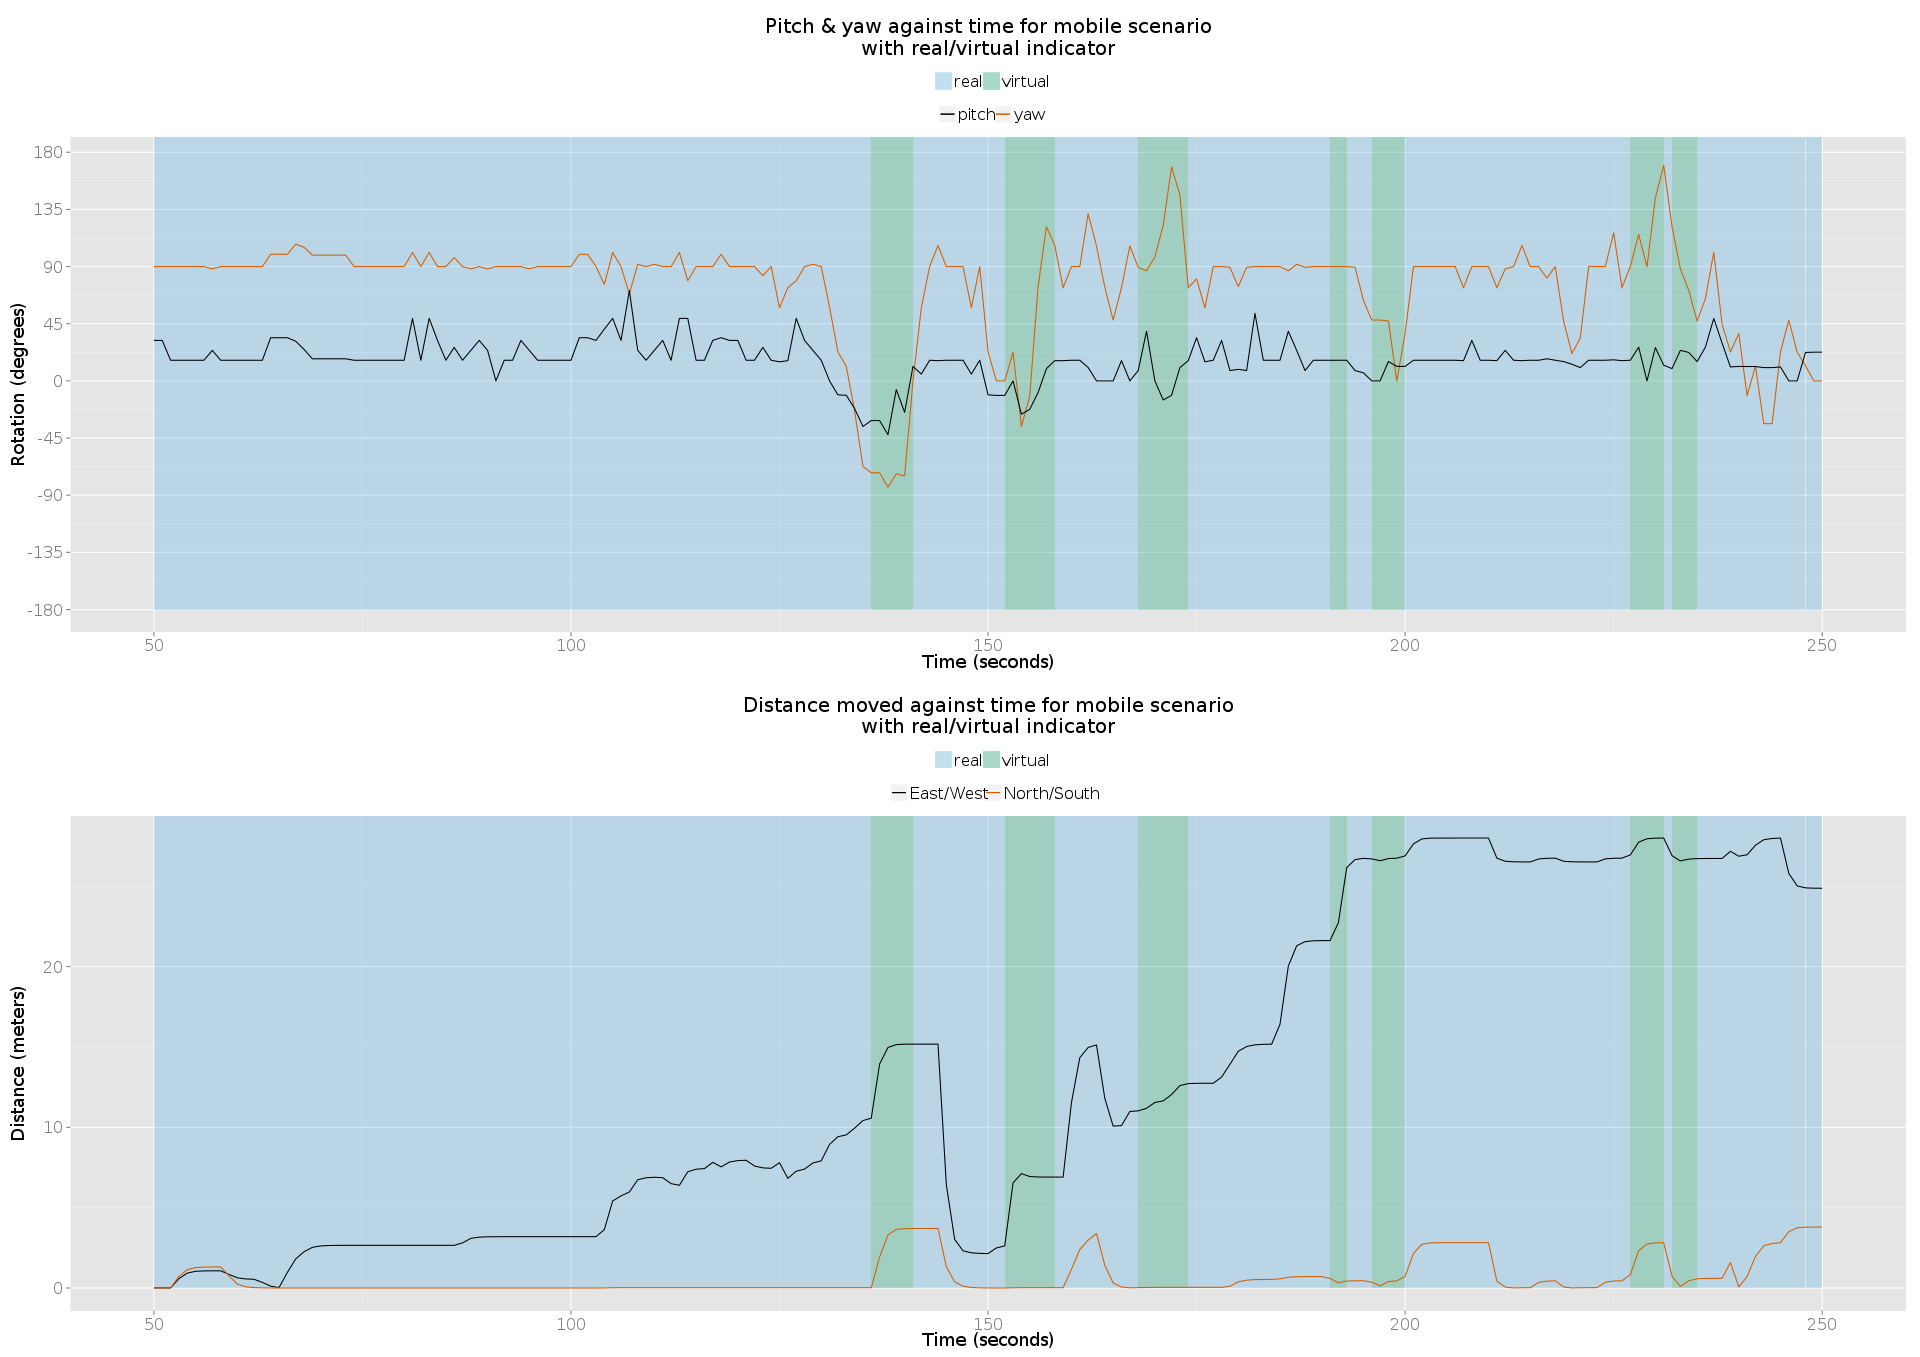 Pitch & yaw against time for mobile scenario
with real/virtual indicator
real virtual
pitch yaw
180
135
90
45
0
-45
-90
-135
-180
Rotation (degrees)
50 100 150 200 250
Time (seconds)
Distance moved against time for mobile scenario
with real/virtual indicator
real virtual
East/West North/South
20
10
0
Distance (meters)
50 100 150 200 250
Time (seconds)